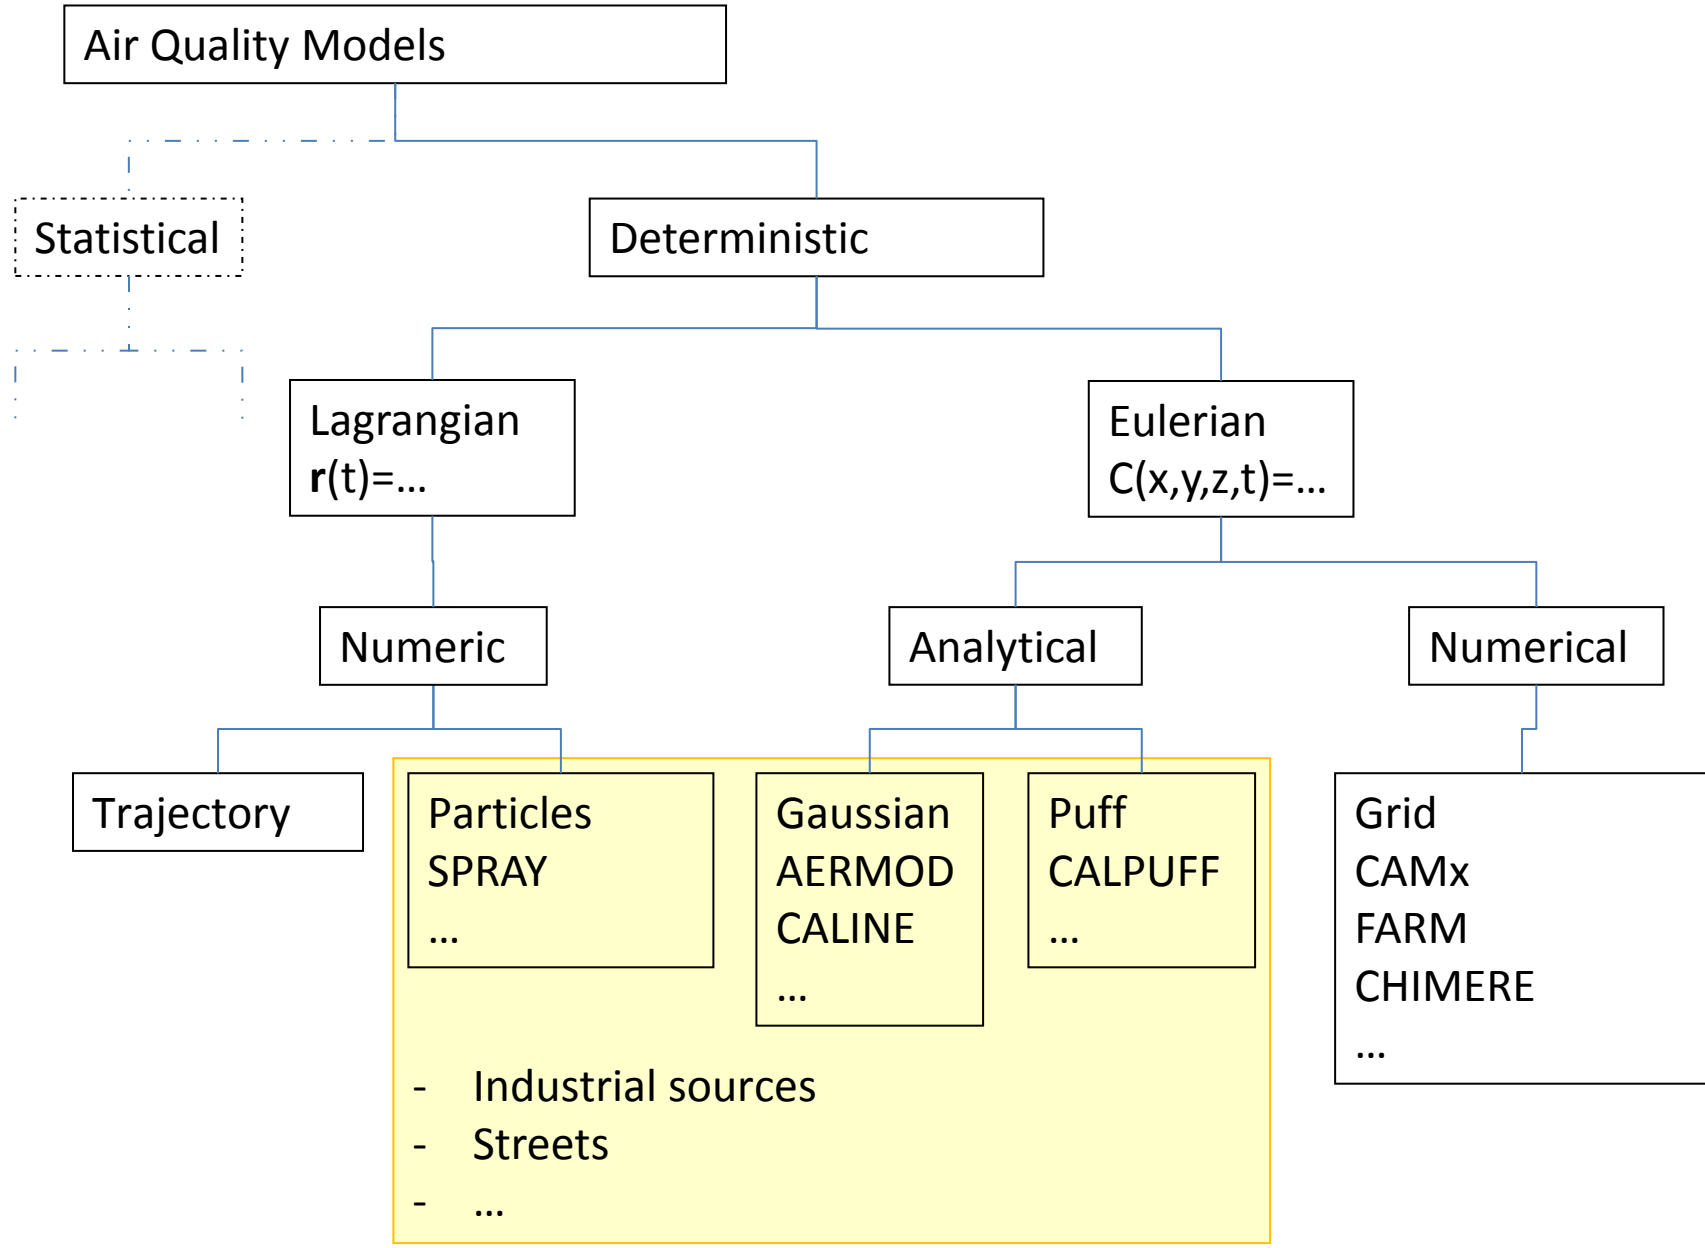 Air Quality Models
Statistical
Deterministic
Lagrangian
r(t)=...
Eulerian
C(x,y,z,t)=...
Numeric
Analytical
Numerical
Trajectory
Particles
SPRAY
...
Gaussian
AERMOD
CALINE
...
Puff
CALPUFF
...
Grid
CAMx
FARM
CHIMERE
...
- Industrial sources
- Streets
- ...